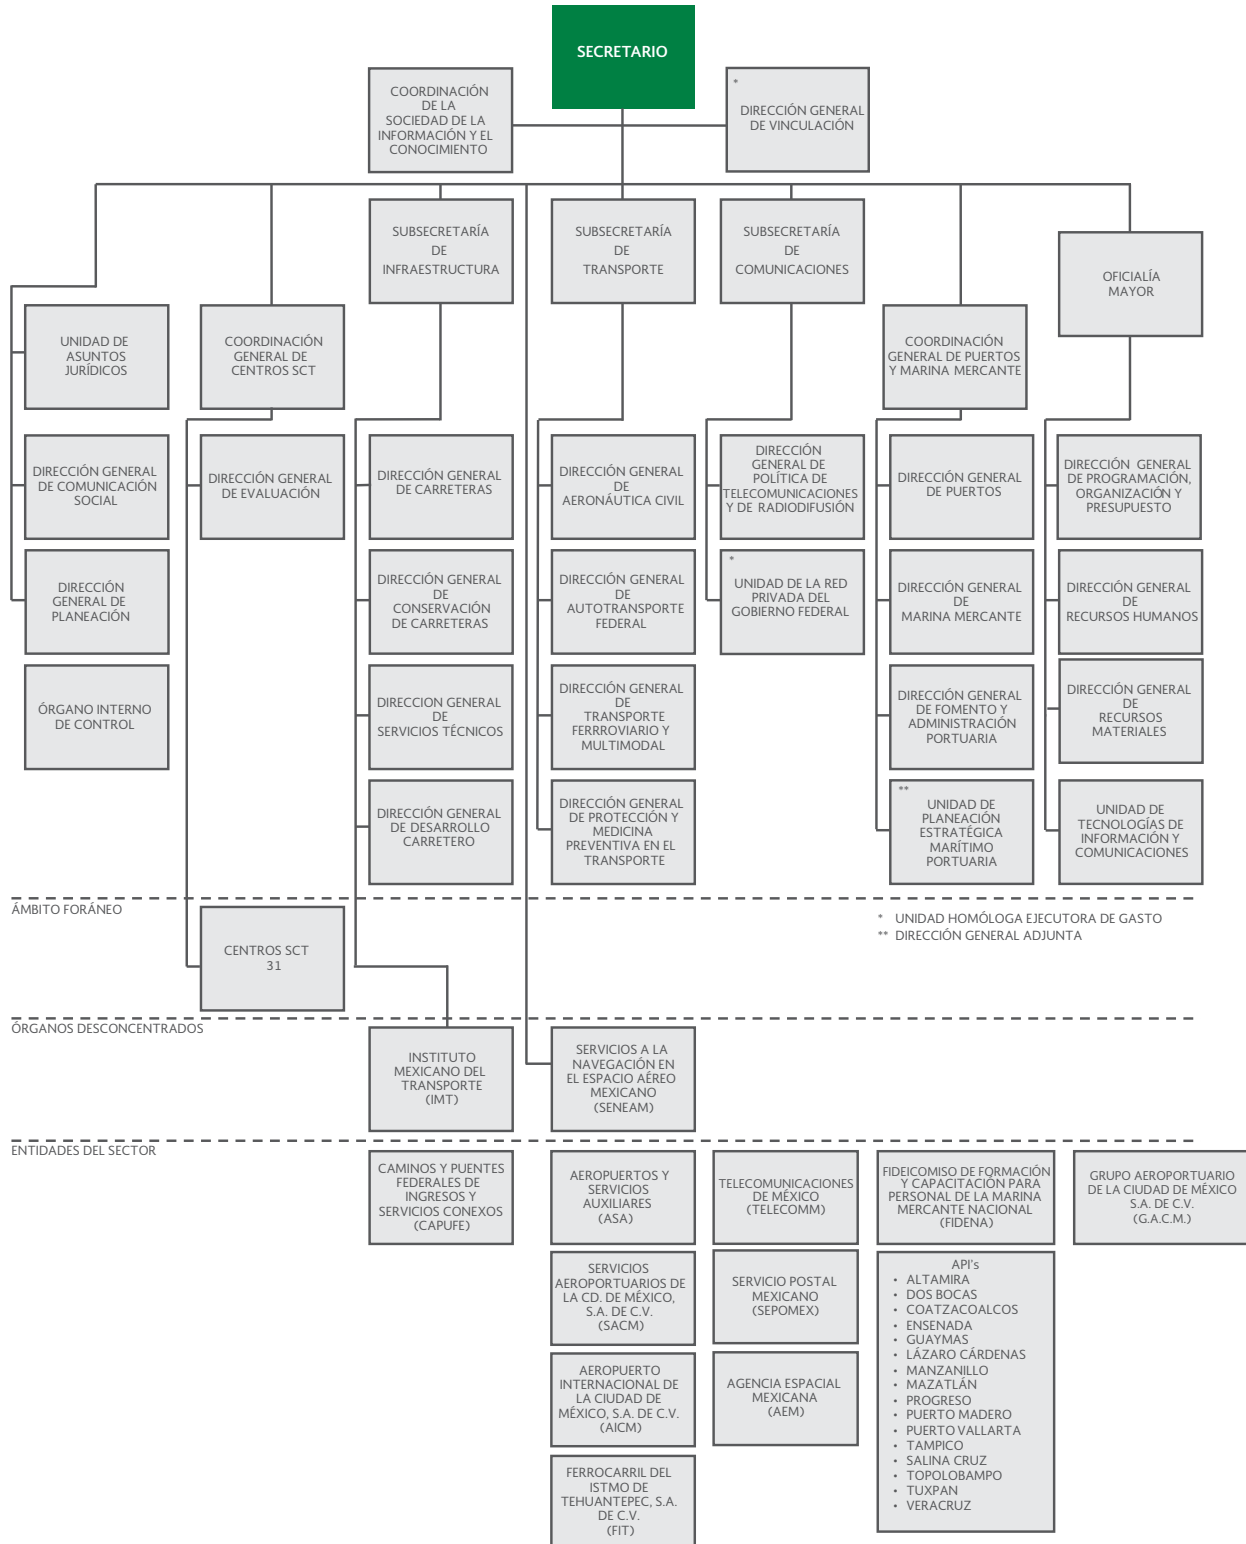 SECRETARIO
COORDINACIÓN
DE LA
SOCIEDAD DE LA
INFORMACIÓN Y EL
CONOCIMIENTO
*
DIRECCIÓN GENERAL
DE VINCULACIÓN
SUBSECRETARÍA
DE
INFRAESTRUCTURA
SUBSECRETARÍA
DE
TRANSPORTE
SUBSECRETARÍA
DE
COMUNICACIONES
OFICIALÍA
MAYOR
UNIDAD DE
ASUNTOS
JURÍDICOS
COORDINACIÓN
GENERAL DE
CENTROS SCT
COORDINACIÓN
GENERAL DE PUERTOS
Y MARINA MERCANTE
DIRECCIÓN GENERAL
DE COMUNICACIÓN
SOCIAL
DIRECCIÓN GENERAL
DE EVALUACIÓN
DIRECCIÓN GENERAL
DE CARRETERAS
DIRECCIÓN GENERAL
DE
AERONÁUTICA CIVIL
DIRECCIÓN
GENERAL DE
POLÍTICA DE
TELECOMUNICACIONES
Y DE RADIODIFUSIÓN
DIRECCIÓN GENERAL
DE PUERTOS
DIRECCIÓN  GENERAL
DE PROGRAMACIÓN,
ORGANIZACIÓN Y
PRESUPUESTO
DIRECCIÓN
GENERAL DE
PLANEACIÓN
DIRECCIÓN GENERAL
DE
CONSERVACIÓN
DE CARRETERAS
DIRECCIÓN GENERAL
DE
AUTOTRANSPORTE
FEDERAL
*
UNIDAD DE LA RED
PRIVADA DEL
GOBIERNO FEDERAL
DIRECCIÓN GENERAL
DE
MARINA MERCANTE
DIRECCIÓN GENERAL
DE
RECURSOS HUMANOS
ÓRGANO INTERNO
DE CONTROL
DIRECCION GENERAL
DE
SERVICIOS TÉCNICOS
DIRECCIÓN GENERAL
DE
TRANSPORTE
FERRROVIARIO Y
MULTIMODAL
DIRECCIÓN GENERAL
DE FOMENTO Y
ADMINISTRACIÓN
PORTUARIA
DIRECCIÓN GENERAL
DE
RECURSOS
MATERIALES
DIRECCIÓN GENERAL
DE DESARROLLO
CARRETERO
DIRECCIÓN GENERAL
DE PROTECCIÓN Y
MEDICINA
PREVENTIVA EN EL
TRANSPORTE
**
UNIDAD DE
PLANEACIÓN
ESTRATÉGICA
MARÍTIMO
PORTUARIA
UNIDAD DE
TECNOLOGÍAS DE
INFORMACIÓN Y
COMUNICACIONES
ÁMBITO FORÁNEO
* UNIDAD HOMÓLOGA EJECUTORA DE GASTO
** DIRECCIÓN GENERAL ADJUNTA
CENTROS SCT
31
ÓRGANOS DESCONCENTRADOS
INSTITUTO
MEXICANO DEL
TRANSPORTE
(IMT)
SERVICIOS A LA
NAVEGACIÓN EN
EL ESPACIO AÉREO
MEXICANO
(SENEAM)
ENTIDADES DEL SECTOR
CAMINOS Y PUENTES
FEDERALES DE
INGRESOS Y
SERVICIOS CONEXOS
(CAPUFE)
AEROPUERTOS Y
SERVICIOS
AUXILIARES
(ASA)
TELECOMUNICACIONES
DE MÉXICO
(TELECOMM)
FIDEICOMISO DE FORMACIÓN
Y CAPACITACIÓN PARA
PERSONAL DE LA MARINA
MERCANTE NACIONAL
(FIDENA)
GRUPO AEROPORTUARIO
DE LA CIUDAD DE MÉXICO
S.A. DE C.V.
(G.A.C.M.)
SERVICIOS
AEROPORTUARIOS DE
LA CD. DE MÉXICO,
S.A. DE C.V.
(SACM)
SERVICIO POSTAL
MEXICANO
(SEPOMEX)
API's
• ALTAMIRA
• DOS BOCAS
• COATZACOALCOS
• ENSENADA
• GUAYMAS
• LÁZARO CÁRDENAS
• MANZANILLO
• MAZATLÁN
• PROGRESO
• PUERTO MADERO
• PUERTO VALLARTA
• TAMPICO
• SALINA CRUZ
• TOPOLOBAMPO
• TUXPAN
• VERACRUZ
AEROPUERTO
INTERNACIONAL DE
LA CIUDAD DE
MÉXICO, S.A. DE C.V.
(AICM)
AGENCIA ESPACIAL
MEXICANA
(AEM)
FERROCARRIL DEL
ISTMO DE
TEHUANTEPEC, S.A.
DE C.V.
(FIT)